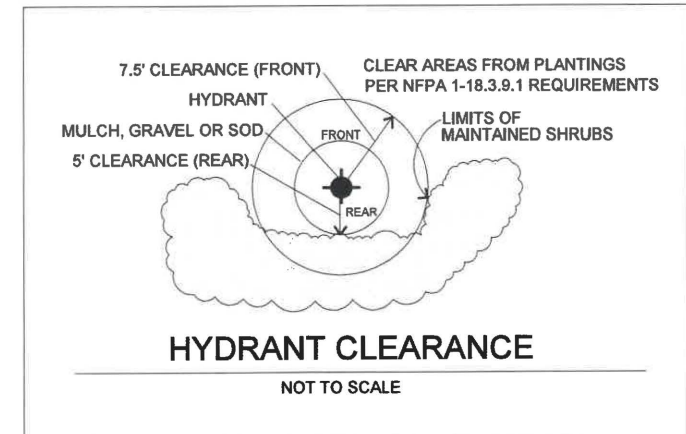 7.5' CLEARANCE (FRONT)
HYDRANT
MULCH, GRAVEL OR SOD
5' CLEARANCE (REAR)
CLEAR AREAS FROM PLANTINGS
PER NFPA 1-18.3.9.1 REQUIREMENTS
LIMITS OF
MAINTAINED SHRUBS
FRONT
REAR
HYDRANT CLEARANCE
NOT TO SCALE